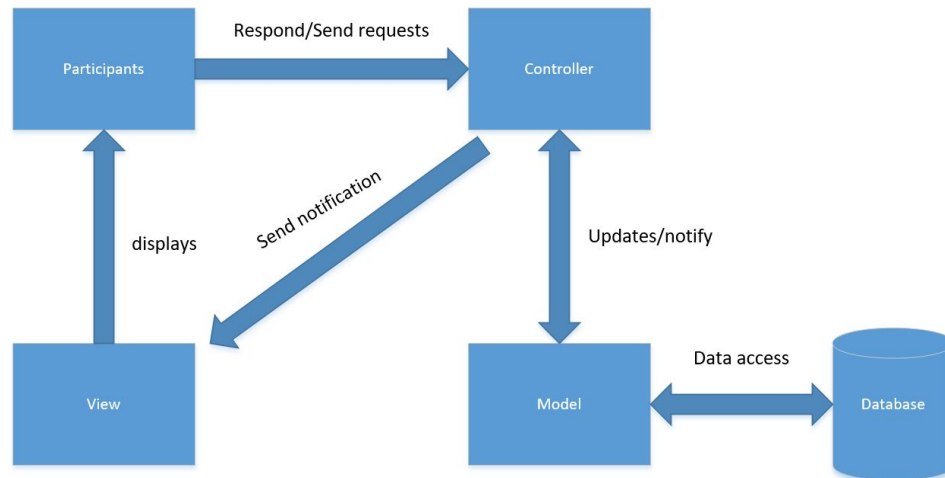 Respond/Send requests
Participants
Controller
Send notification
displays
Updates/notify
Data access
View
Model
Database